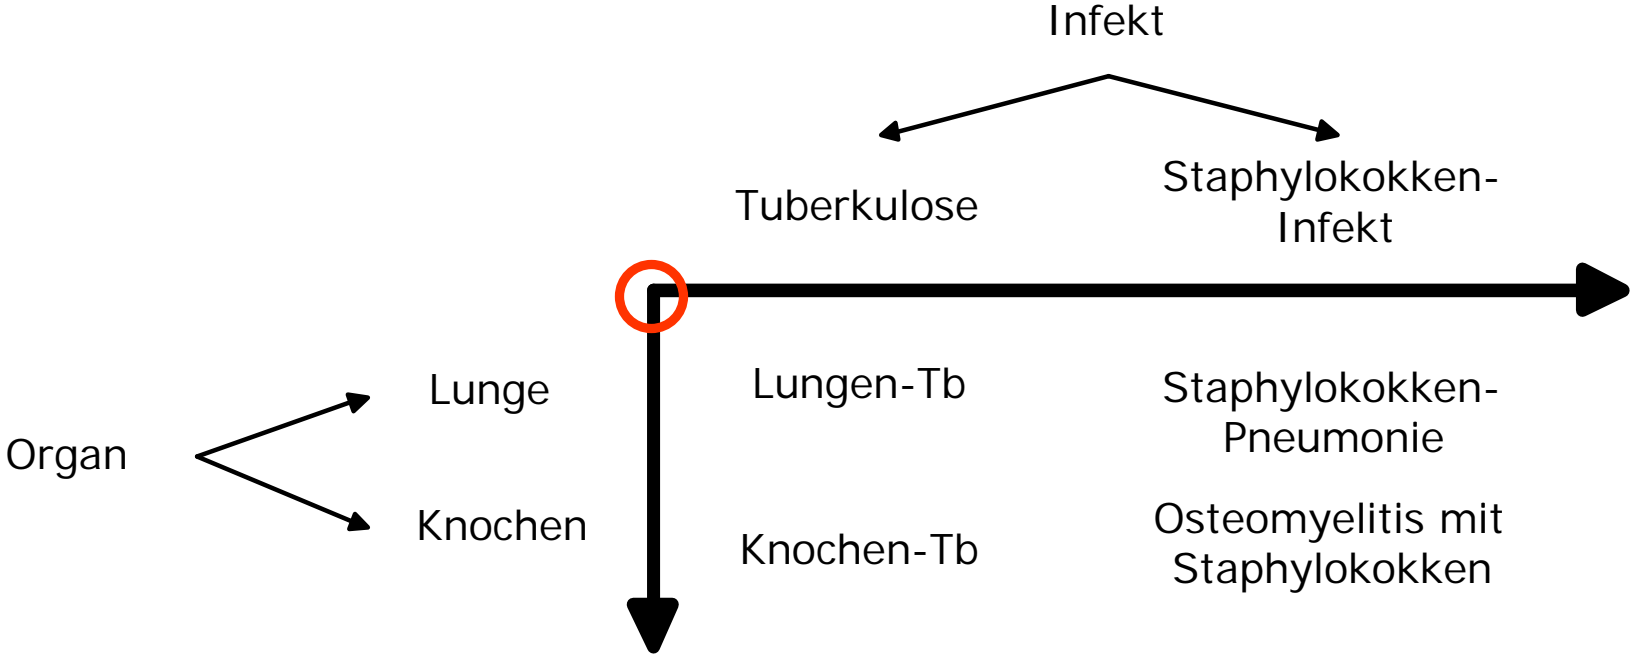 Infekt
Tuberkulose
Staphylokokken-
Infekt
Organ
Lunge
Knochen
Lungen-Tb
Staphylokokken-
Pneumonie
Knochen-Tb
Osteomyelitis mit
Staphylokokken